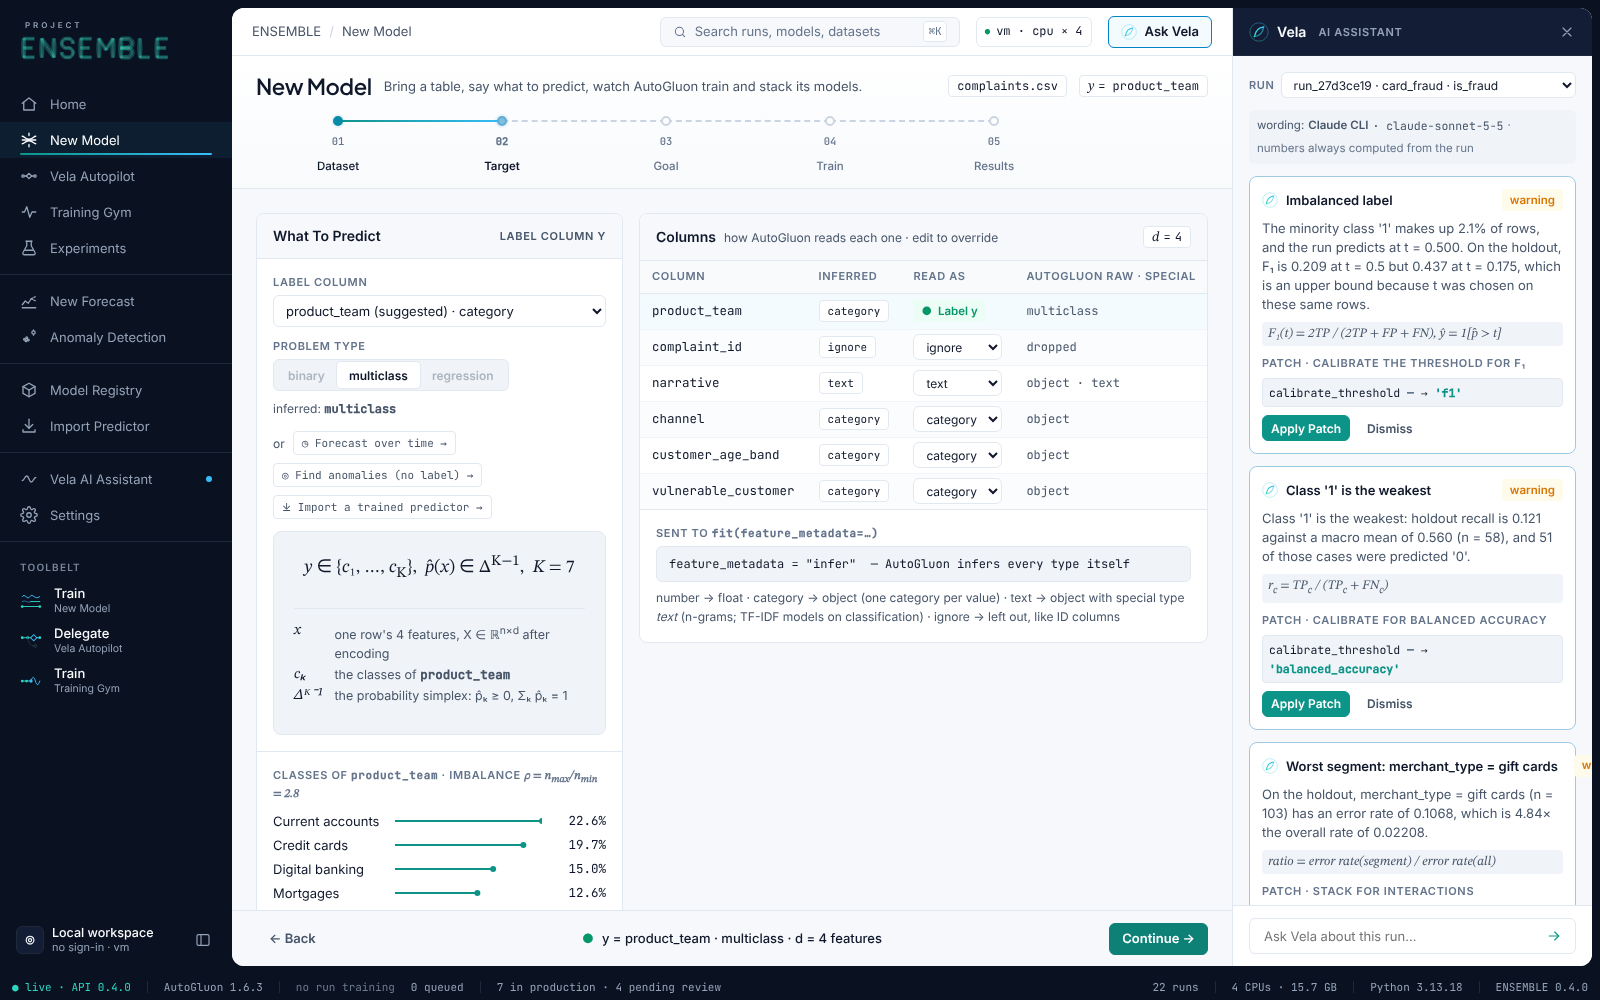 PROJECT
ENSEMBLE
Home
New Model
Vela Autopilot
Training Gym
Experiments
New Forecast
Anomaly Detection
Model Registry
Import Predictor
Vela AI Assistant
Settings
TOOLBELT
Train
New Model
Delegate
Vela Autopilot
Train
Training Gym
Local workspace
no sign-in · vm
ENSEMBLE / New Model
Search runs, models, datasets ⌘K
vm · cpu × 4
Ask Vela
New Model Bring a table, say what to predict, watch AutoGluon train and stack its models.
complaints.csv
y = product_team
01 02 03 04 05
Dataset Target Goal Train Results
What To Predict LABEL COLUMN Y
LABEL COLUMN
product_team (suggested) · category
PROBLEM TYPE
binary multiclass regression
inferred: multiclass
or ◷ Forecast over time →
◎ Find anomalies (no label) →
Import a trained predictor →
y ∈ {c₁, …, c_K}, p̂(x) ∈ Δ^{K−1}, K = 7
x one row's 4 features, X ∈ ℝ^{n×d} after
encoding
cₖ the classes of product_team
Δ^{K−1} the probability simplex: p̂ₖ ≥ 0, Σₖ p̂ₖ = 1
CLASSES OF product_team · IMBALANCE ρ = n_max/n_min
= 2.8
Current accounts 22.6%
Credit cards 19.7%
Digital banking 15.0%
Mortgages 12.6%
Columns how AutoGluon reads each one · edit to override d = 4
COLUMN INFERRED READ AS AUTOGLUON RAW · SPECIAL
product_team category Label y multiclass
complaint_id ignore ignore dropped
narrative text text object · text
channel category category object
customer_age_band category category object
vulnerable_customer category category object
SENT TO fit(feature_metadata=…)
feature_metadata = "infer" — AutoGluon infers every type itself
number → float · category → object (one category per value) · text → object with special type
text (n-grams; TF-IDF models on classification) · ignore → left out, like ID columns
← Back
y = product_team · multiclass · d = 4 features
Continue →
Vela AI ASSISTANT
RUN run_27d3ce19 · card_fraud · is_fraud
wording: Claude CLI · claude-sonnet-5-5 ·
numbers always computed from the run
Imbalanced label warning
The minority class '1' makes up 2.1% of rows,
and the run predicts at t = 0.500. On the holdout,
F₁ is 0.209 at t = 0.5 but 0.437 at t = 0.175, which
is an upper bound because t was chosen on
these same rows.
F₁(t) = 2TP / (2TP + FP + FN), ŷ = 1[p̂ > t]
PATCH · CALIBRATE THE THRESHOLD FOR F₁
calibrate_threshold — → 'f1'
Apply Patch Dismiss
Class '1' is the weakest warning
Class '1' is the weakest: holdout recall is 0.121
against a macro mean of 0.560 (n = 58), and 51
of those cases were predicted '0'.
r_c = TP_c / (TP_c + FN_c)
PATCH · CALIBRATE FOR BALANCED ACCURACY
calibrate_threshold — →
'balanced_accuracy'
Apply Patch Dismiss
Worst segment: merchant_type = gift cards w
On the holdout, merchant_type = gift cards (n =
103) has an error rate of 0.1068, which is 4.84×
the overall rate of 0.02208.
ratio = error rate(segment) / error rate(all)
PATCH · STACK FOR INTERACTIONS
Ask Vela about this run... →
live · API 0.4.0 AutoGluon 1.6.3 no run training 0 queued 7 in production · 4 pending review 22 runs 4 CPUs · 15.7 GB Python 3.13.18 ENSEMBLE 0.4.0